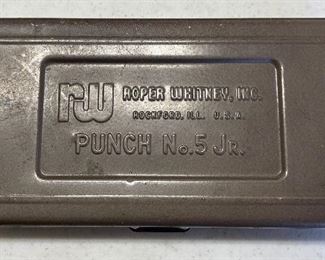 rw ROPER WHITNEY, INC.
ROCKFORD, ILL. U.S.A.
PUNCH No.5 JR.